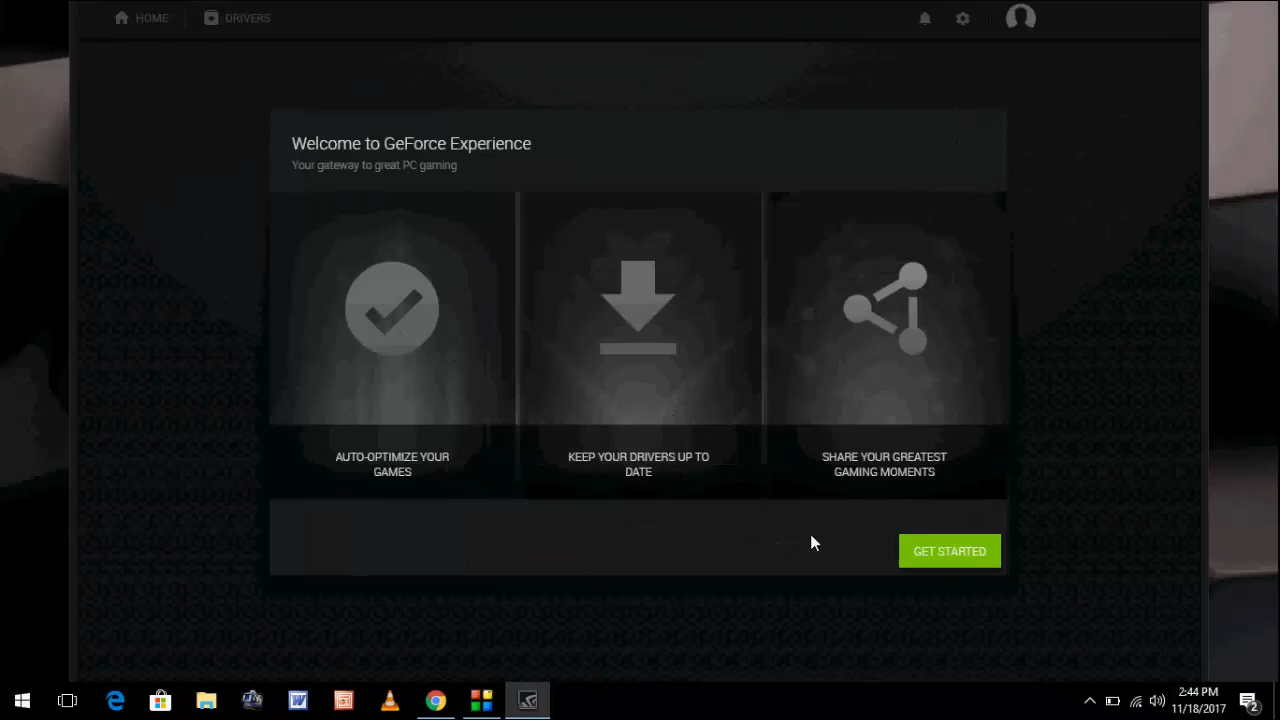 HOME
DRIVERS
Welcome to GeForce Experience
Your gateway to great PC gaming
AUTO-OPTIMIZE YOUR
GAMES
KEEP YOUR DRIVERS UP TO
DATE
SHARE YOUR GREATEST
GAMING MOMENTS
GET STARTED
2:44 PM
11/18/2017
2